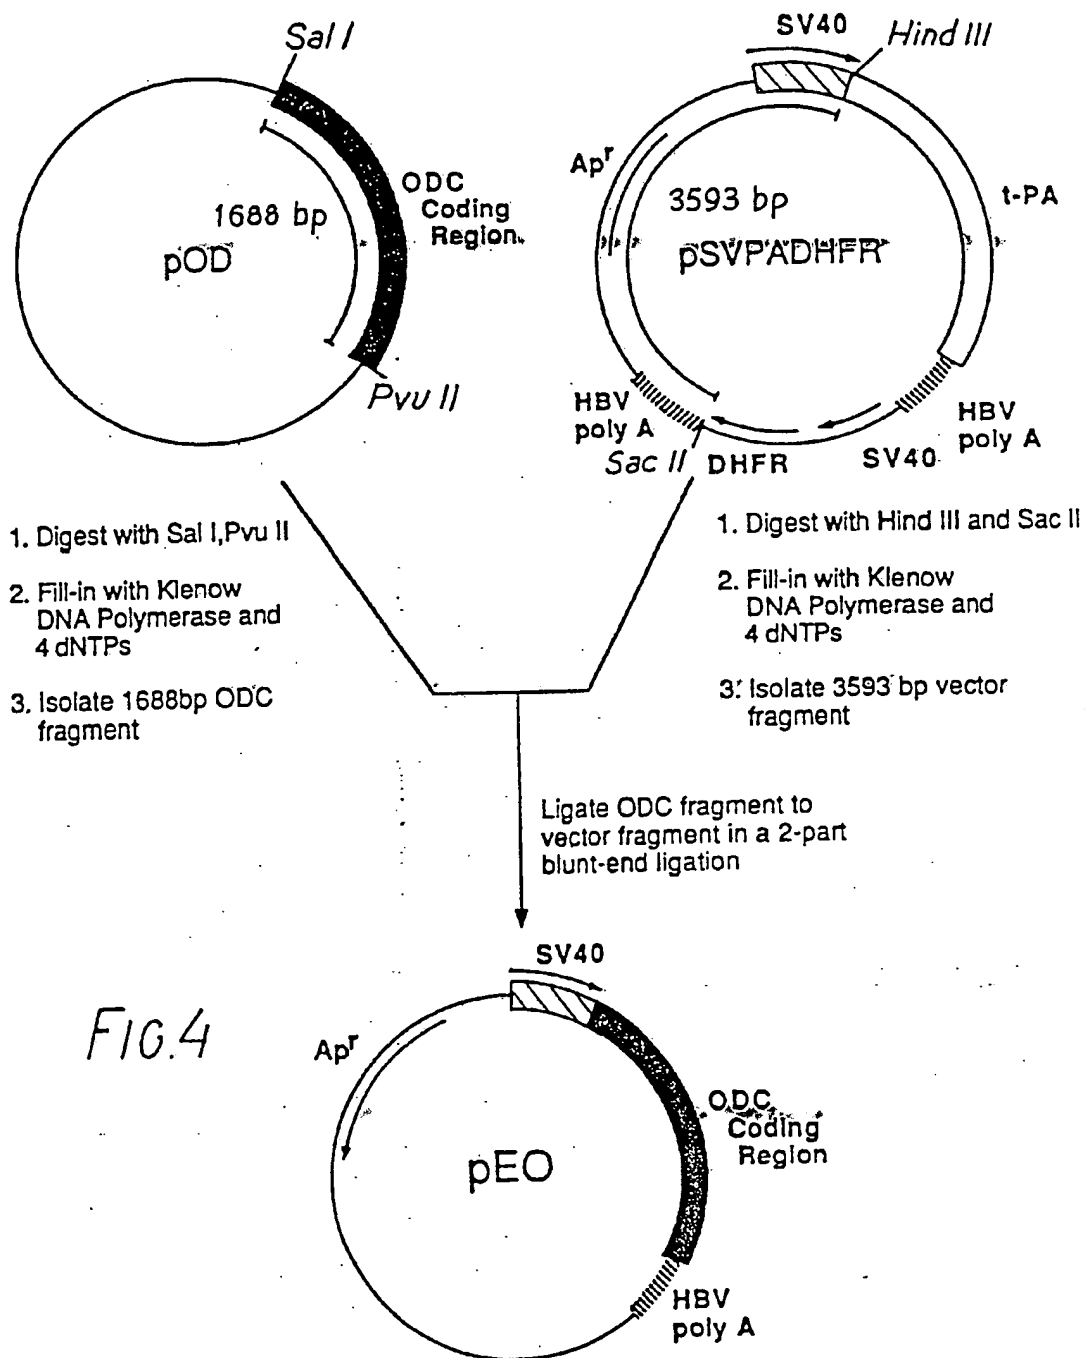 Sal I
ODC
Coding
Region.
1688 bp
pOD
Pvu II
SV40
Hind III
Apr
3593 bp
pSVPADHFR
t-PA
HBV
poly A
Sac II
DHFR
SV40
HBV
poly A
1. Digest with Sal I,Pvu II
2. Fill-in with Klenow
DNA Polymerase and
4 dNTPs
3. Isolate 1688bp ODC
fragment
1. Digest with Hind III and Sac II
2. Fill-in with Klenow
DNA Polymerase and
4 dNTPs
3. Isolate 3593 bp vector
fragment
Ligate ODC fragment to
vector fragment in a 2-part
blunt-end ligation
FIG.4
SV40
Apr
ODC
Coding
Region
pEO
HBV
poly A